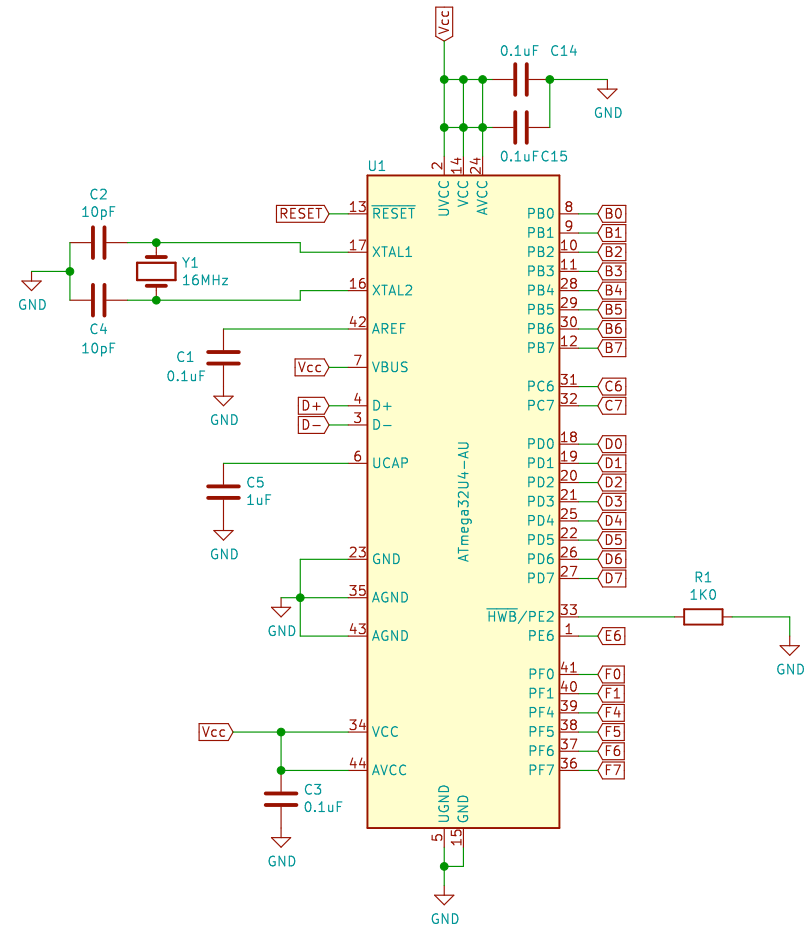 Vcc
0.1uF C14
GND
0.1uF C15
U1
2 14 24
UVCC VCC AVCC
C2
10pF
RESET 13 RESET
17 XTAL1
Y1
16MHz
16 XTAL2
GND
C4
10pF
42 AREF
C1
0.1uF
GND
Vcc 7 VBUS
D+ 4 D+
D- 3 D-
6 UCAP
C5
1uF
GND
23 GND
35 AGND
GND
43 AGND
Vcc 34 VCC
44 AVCC
C3
0.1uF
GND
ATmega32U4-AU
PB0 8 B0
PB1 9 B1
PB2 10 B2
PB3 11 B3
PB4 28 B4
PB5 29 B5
PB6 30 B6
PB7 12 B7
PC6 31 C6
PC7 32 C7
PD0 18 D0
PD1 19 D1
PD2 20 D2
PD3 21 D3
PD4 25 D4
PD5 22 D5
PD6 26 D6
PD7 27 D7
HWB/PE2 33
R1
1K0
GND
PE6 1 E6
PF0 41 F0
PF1 40 F1
PF4 39 F4
PF5 38 F5
PF6 37 F6
PF7 36 F7
UGND GND
5 15
GND